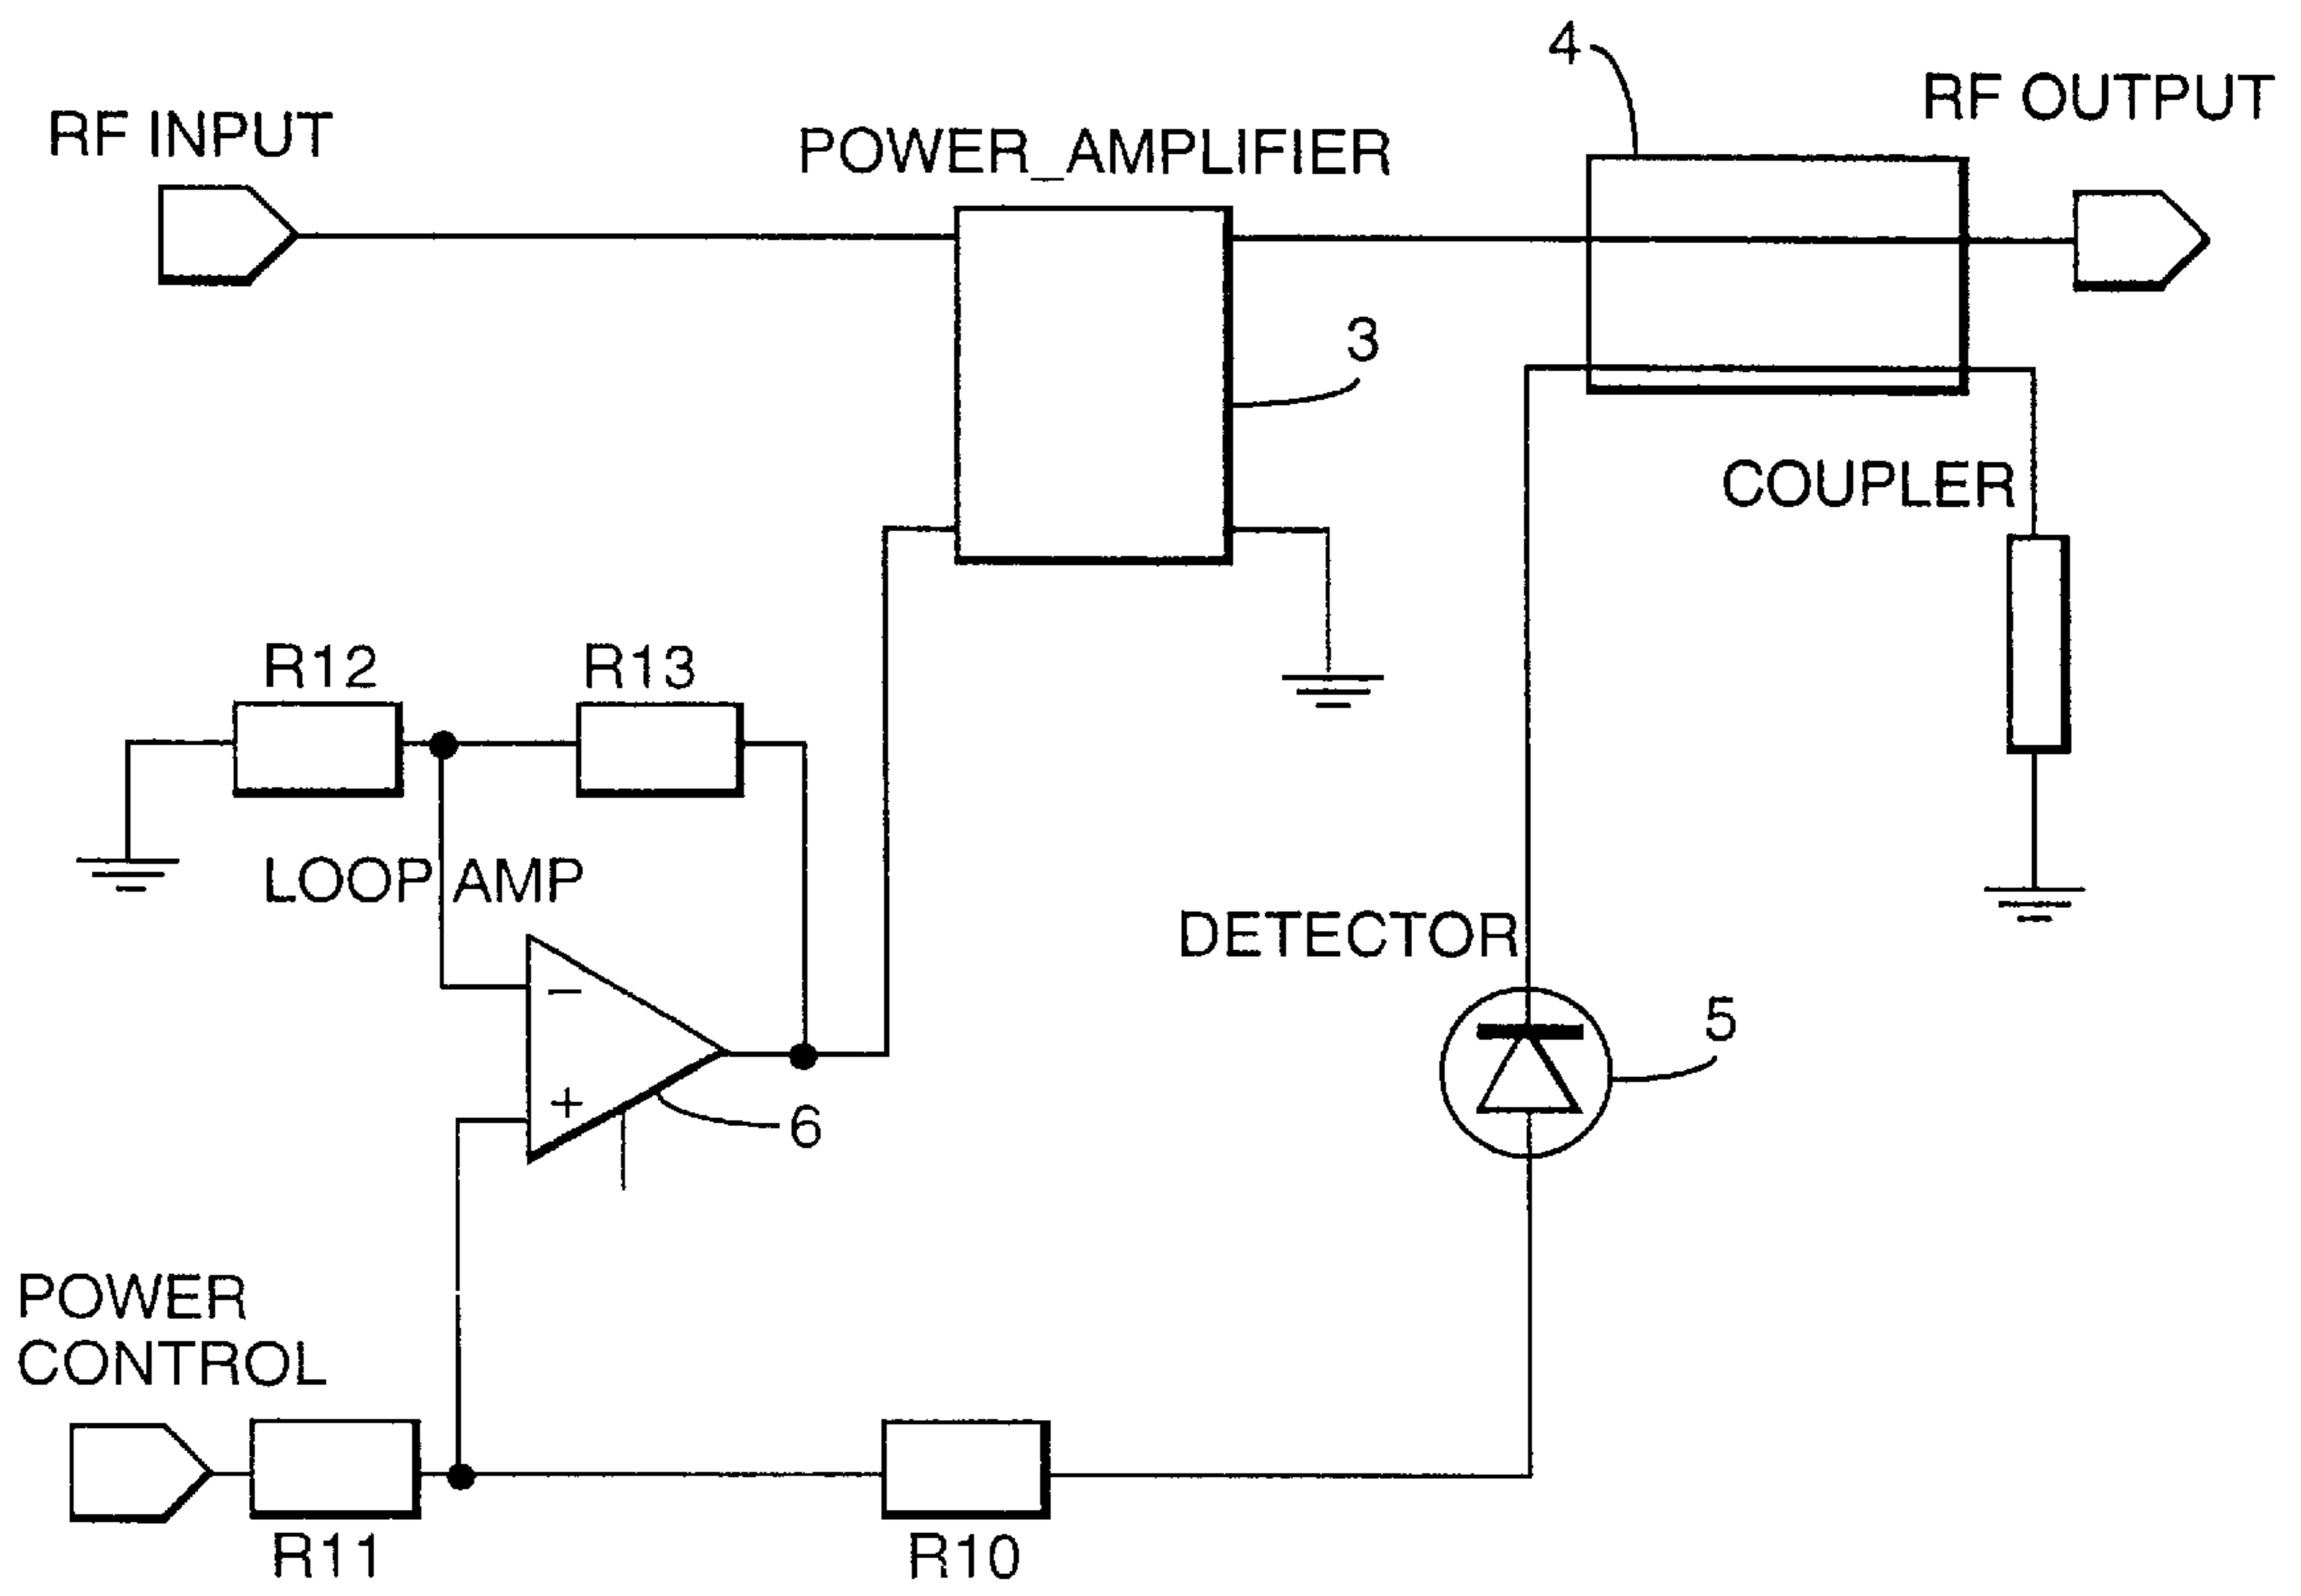 4
RF OUTPUT
RF INPUT
POWER_AMPLIFIER
3
COUPLER
R12
R13
LOOP AMP
DETECTOR
5
−
+
6
POWER
CONTROL
R11
R10